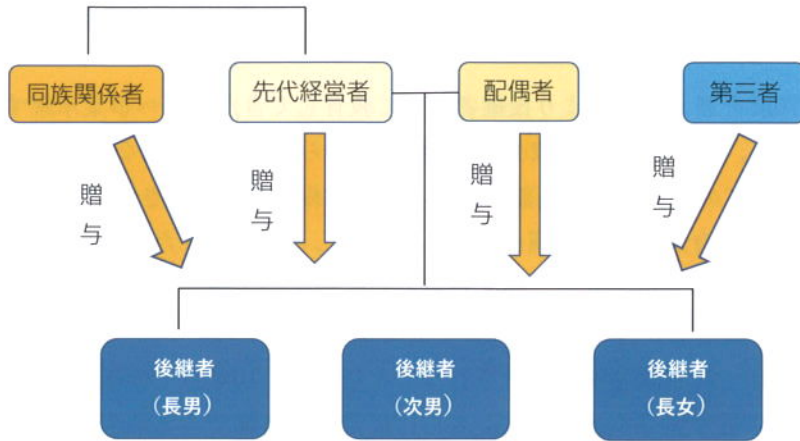 同族関係者
先代経営者
配偶者
第三者
贈与
贈与
贈与
贈与
後継者
(長男)
後継者
(次男)
後継者
(長女)